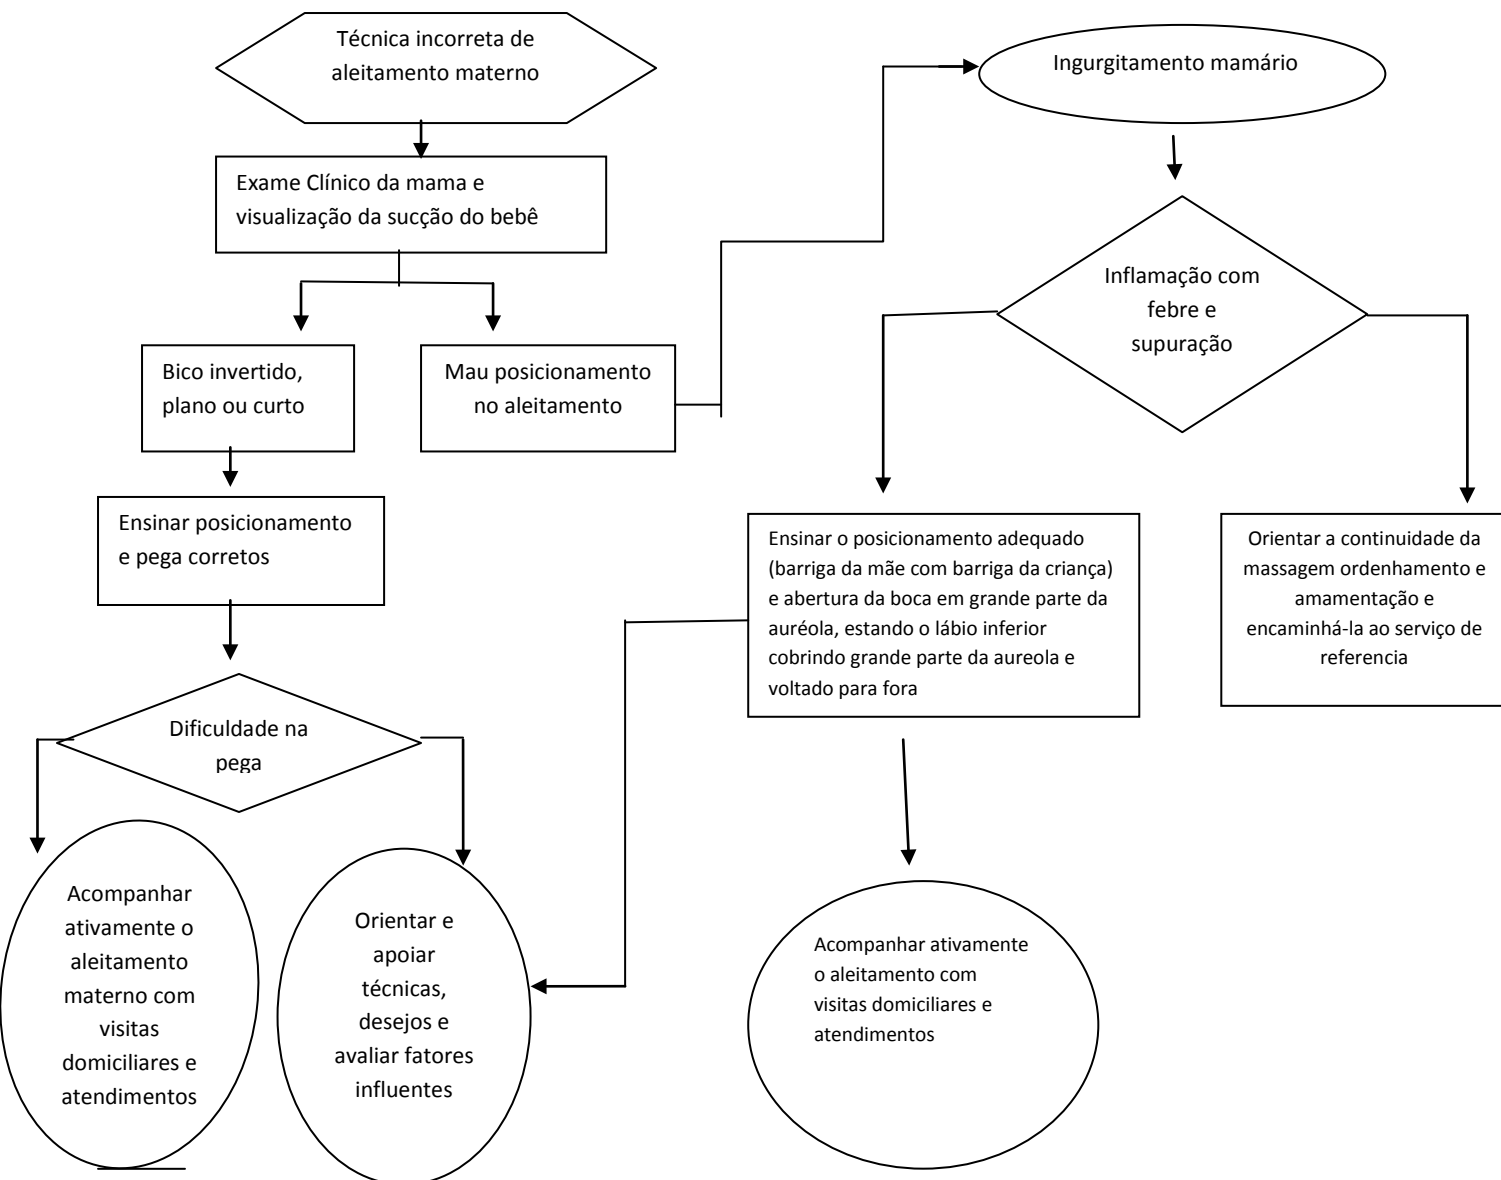 Técnica incorreta de
aleitamento materno
Exame Clínico da mama e
visualização da sucção do bebê
Bico invertido,
plano ou curto
Mau posicionamento
no aleitamento
Ensinar posicionamento
e pega corretos
Dificuldade na
pega
Acompanhar
ativamente o
aleitamento
materno com
visitas
domiciliares e
atendimentos
Orientar e
apoiar
técnicas,
desejos e
avaliar fatores
influentes
Ingurgitamento mamário
Inflamação com
febre e
supuração
Ensinar o posicionamento adequado
(barriga da mãe com barriga da criança)
e abertura da boca em grande parte da
auréola, estando o lábio inferior
cobrindo grande parte da aureola e
voltado para fora
Orientar a continuidade da
massagem ordenhamento e
amamentação e
encaminhá-la ao serviço de
referencia
Acompanhar ativamente
o aleitamento com
visitas domiciliares e
atendimentos